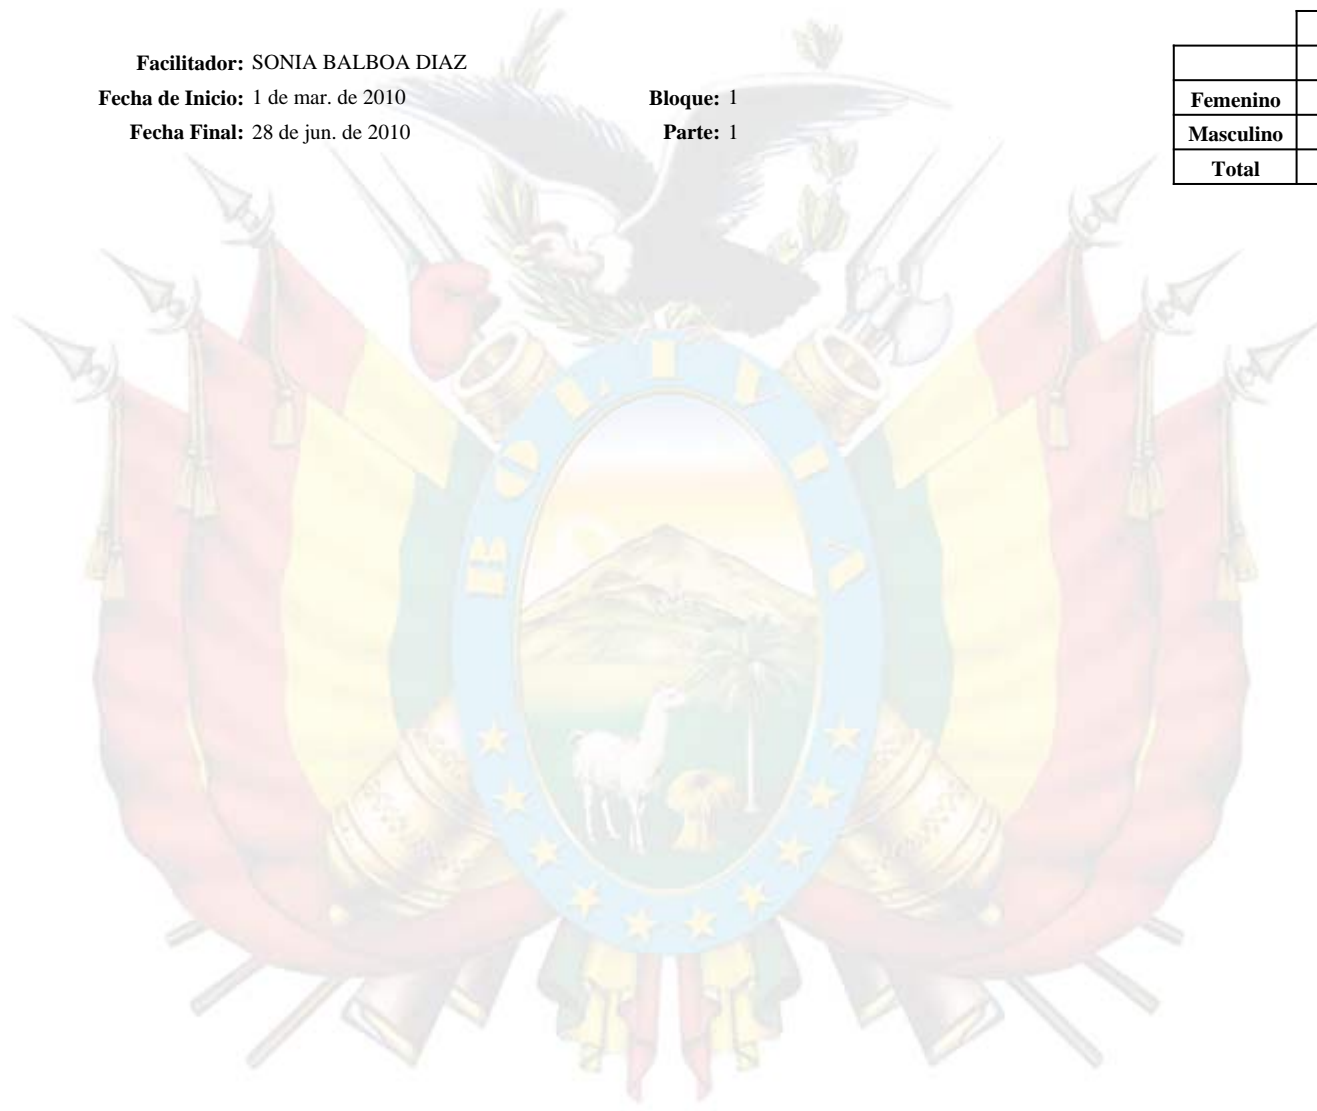 Facilitador: SONIA BALBOA DIAZ
Fecha de Inicio: 1 de mar. de 2010 Bloque: 1
Fecha Final: 28 de jun. de 2010 Parte: 1
Femenino
Masculino
Total
BOLIVIA